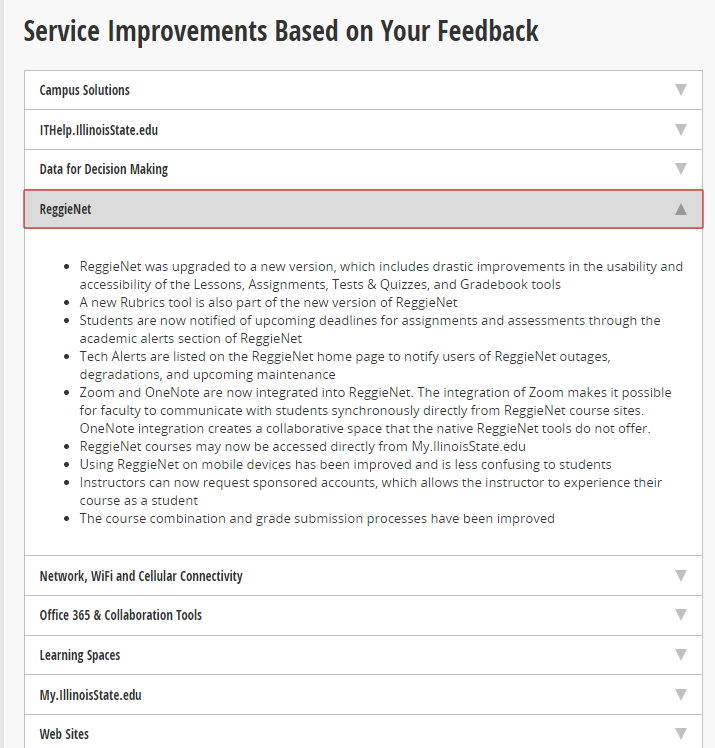 Service Improvements Based on Your Feedback
Campus Solutions
ITHelp.IllinoisState.edu
Data for Decision Making
ReggieNet
ReggieNet was upgraded to a new version, which includes drastic improvements in the usability and
accessibility of the Lessons, Assignments, Tests & Quizzes, and Gradebook tools
A new Rubrics tool is also part of the new version of ReggieNet
Students are now notified of upcoming deadlines for assignments and assessments through the
academic alerts section of ReggieNet
Tech Alerts are listed on the ReggieNet home page to notify users of ReggieNet outages,
degradations, and upcoming maintenance
Zoom and OneNote are now integrated into ReggieNet. The integration of Zoom makes it possible
for faculty to communicate with students synchronously directly from ReggieNet course sites.
OneNote integration creates a collaborative space that the native ReggieNet tools do not offer.
ReggieNet courses may now be accessed directly from My.IlinoisState.edu
Using ReggieNet on mobile devices has been improved and is less confusing to students
Instructors can now request sponsored accounts, which allows the instructor to experience their
course as a student
The course combination and grade submission processes have been improved
Network, WiFi and Cellular Connectivity
Office 365 & Collaboration Tools
Learning Spaces
My.IllinoisState.edu
Web Sites